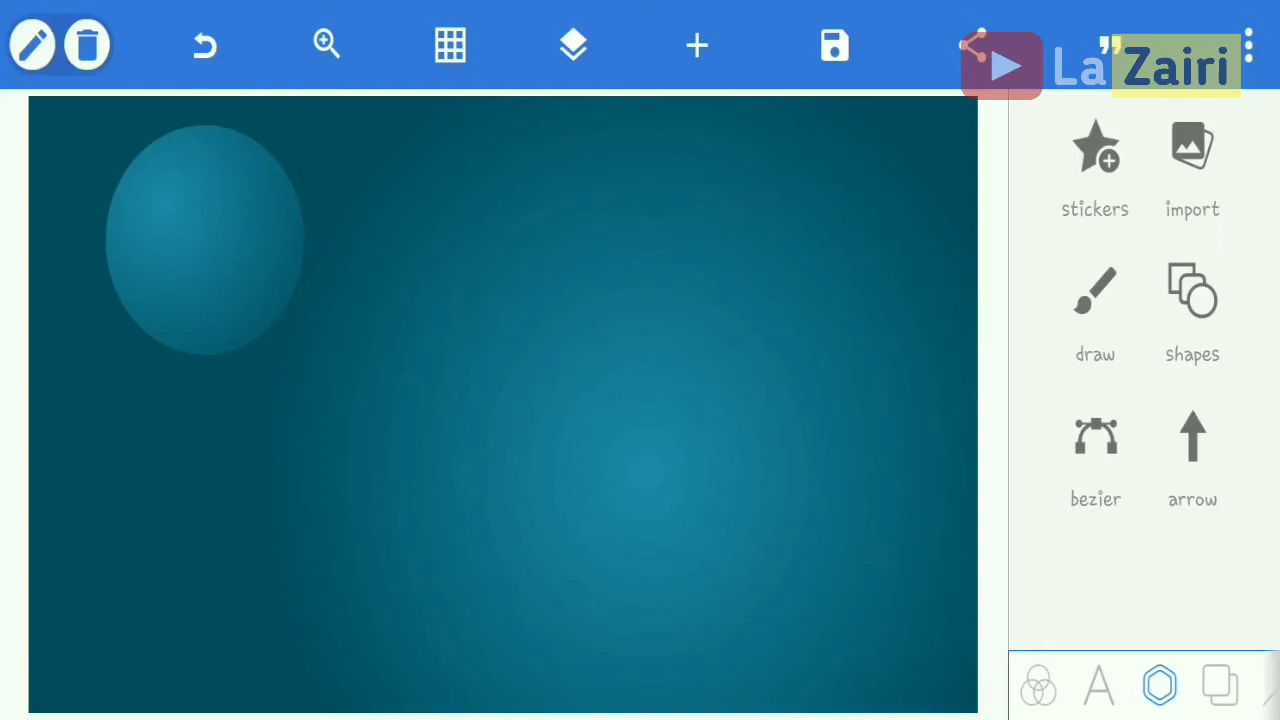 La Zairi
stickers
import
draw
shapes
bezier
arrow